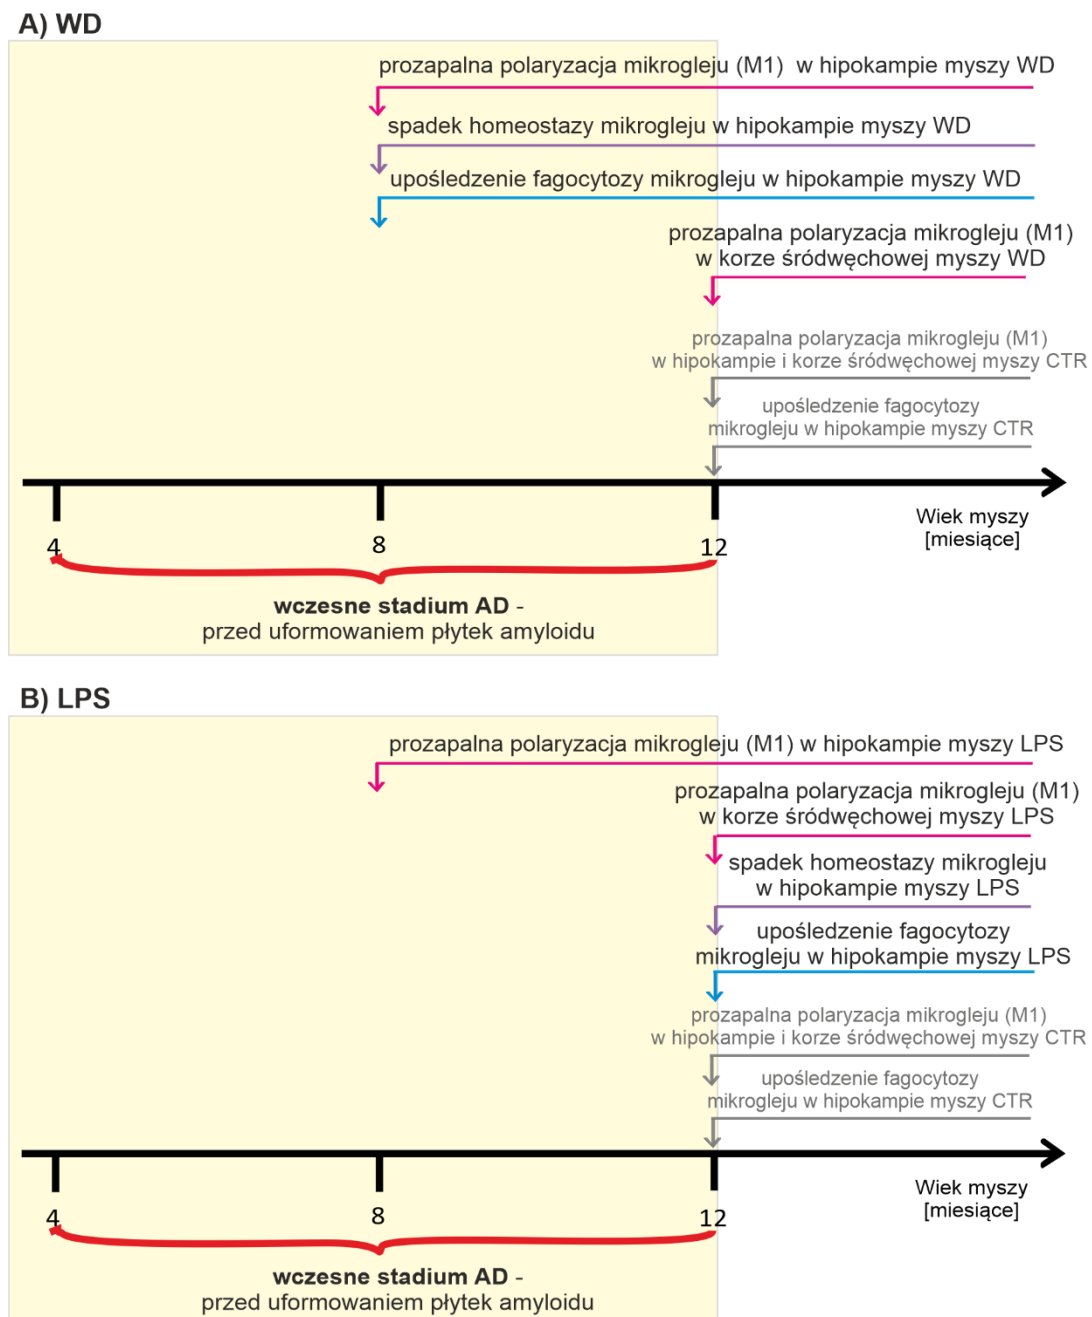 A) WD
prozapalna polaryzacja mikrogleju (M1)  w hipokampie myszy WD
spadek homeostazy mikrogleju w hipokampie myszy WD
upośledzenie fagocytozy mikrogleju w hipokampie myszy WD
prozapalna polaryzacja mikrogleju (M1)
w korze śródwęchowej myszy WD
prozapalna polaryzacja mikrogleju (M1)
w hipokampie i korze śródwęchowej myszy CTR
upośledzenie fagocytozy
mikrogleju w hipokampie myszy CTR
Wiek myszy
[miesiące]
4 8 12
wczesne stadium AD -
przed uformowaniem płytek amyloidu
B) LPS
prozapalna polaryzacja mikrogleju (M1) w hipokampie myszy LPS
prozapalna polaryzacja mikrogleju (M1)
w korze śródwęchowej myszy LPS
spadek homeostazy mikrogleju
w hipokampie myszy LPS
upośledzenie fagocytozy
mikrogleju w hipokampie myszy LPS
prozapalna polaryzacja mikrogleju (M1)
w hipokampie i korze śródwęchowej myszy CTR
upośledzenie fagocytozy
mikrogleju w hipokampie myszy CTR
Wiek myszy
[miesiące]
4 8 12
wczesne stadium AD -
przed uformowaniem płytek amyloidu